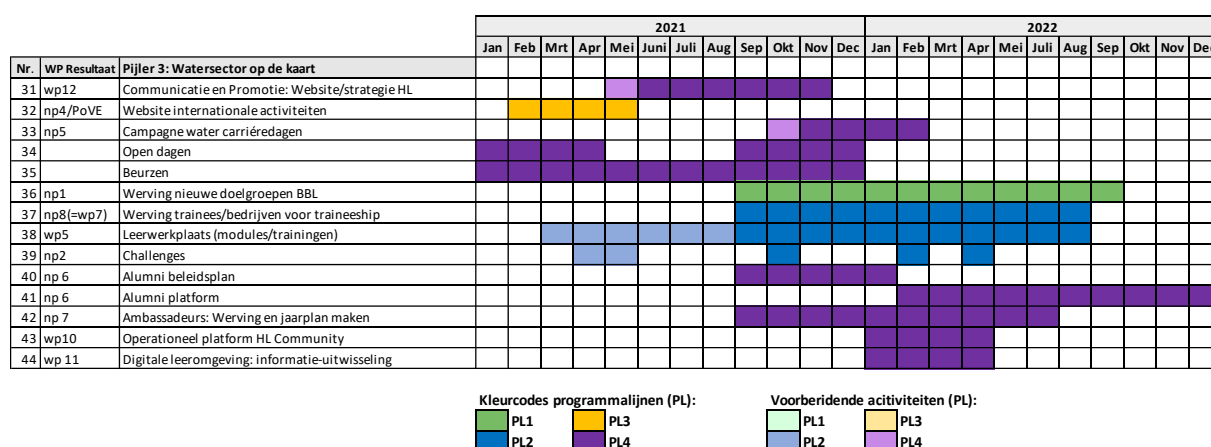 2021 2022
Jan Feb Mrt Apr Mei Juni Juli Aug Sep Okt Nov Dec Jan Feb Mrt Apr Mei Juli Aug Sep Okt Nov Dec
Nr. WP Resultaat Pijler 3: Watersector op de kaart
31 wp12 Communicatie en Promotie: Website/strategie HL
32 np4/PoVE Website internationale activiteiten
33 np5 Campagne water carriéredagen
34 Open dagen
35 Beurzen
36 np1 Werving nieuwe doelgroepen BBL
37 np8(=wp7) Werving trainees/bedrijven voor traineeship
38 wp5 Leerwerkplaats (modules/trainingen)
39 np2 Challenges
40 np 6 Alumni beleidsplan
41 np 6 Alumni platform
42 np 7 Ambassadeurs: Werving en jaarplan maken
43 wp10 Operationeel platform HL Community
44 wp 11 Digitale leeromgeving: informatie-uitwisseling
Kleurcodes programmalijnen (PL): Voorberidende acitiviteiten (PL):
PL1 PL3 PL1 PL3
PL2 PL4 PL2 PL4